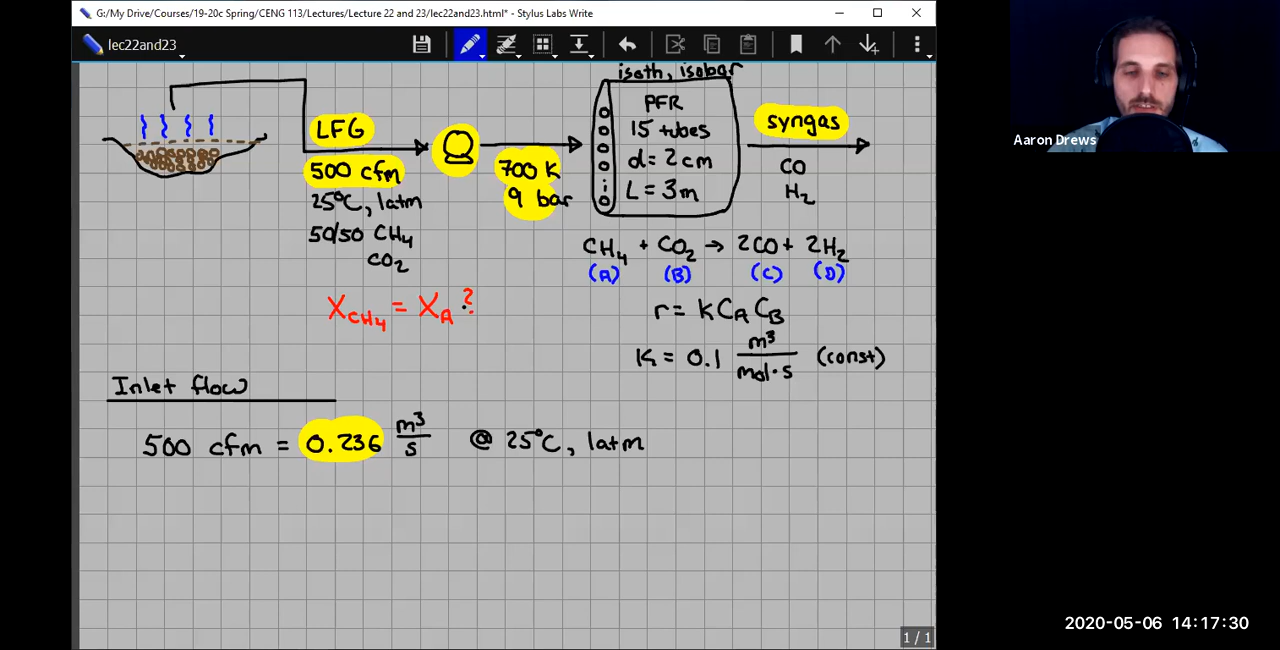 G:/My Drive/Courses/19-20c Spring/CENG 113/Lectures/Lecture 22 and 23/lec22and23.html* - Stylus Labs Write
lec22and23
isoth, isobar
LFG
500 cfm
25°C, 1atm
50/50 CH4
CO2
700 K
9 bar
PFR
15 tubes
d = 2 cm
L = 3m
syngas
CO
H2
CH4 + CO2 → 2CO + 2H2
(A) (B) (C) (D)
XCH4 = XA ?
r = K CA CB
K = 0.1 m3/mol·s (const)
Inlet flow
500 cfm = 0.236 m3/s @ 25°C, 1atm
1 / 1
Aaron Drews
2020-05-06 14:17:30